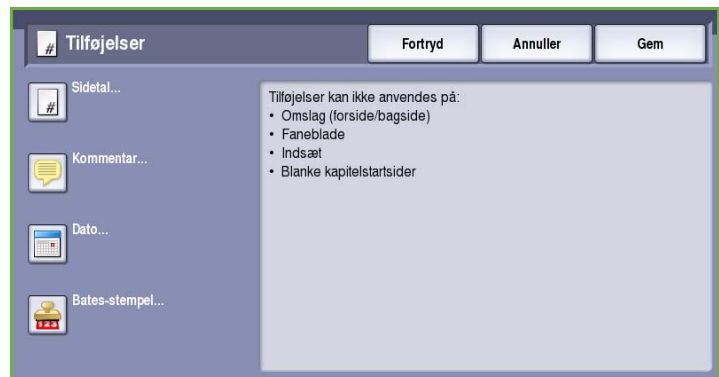 Tilføjelser
Fortryd
Annuller
Gem
Sidetal...
Kommentar...
Dato...
Bates-stempel...
Tilføjelser kan ikke anvendes på:
• Omslag (forside/bagside)
• Faneblade
• Indsæt
• Blanke kapitelstartsider